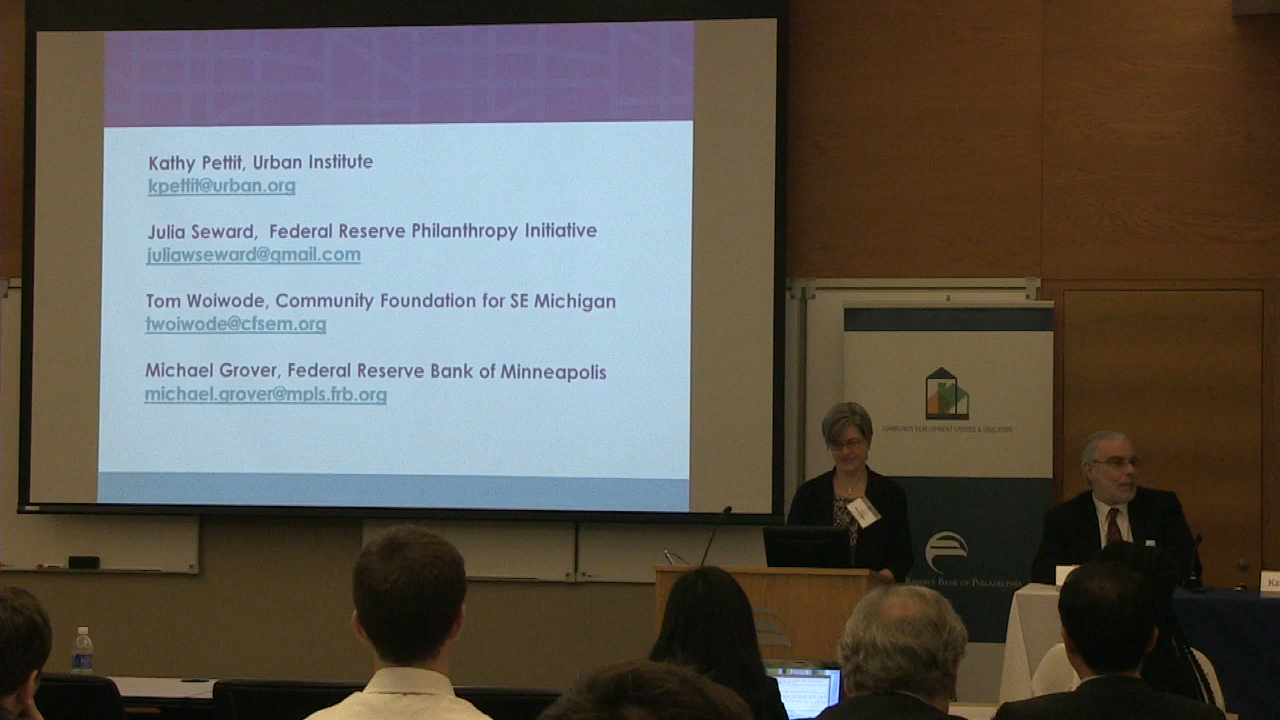 Kathy Pettit, Urban Institute
kpettit@urban.org
Julia Seward, Federal Reserve Philanthropy Initiative
juliawseward@gmail.com
Tom Woiwode, Community Foundation for SE Michigan
twoiwode@cfsem.org
Michael Grover, Federal Reserve Bank of Minneapolis
michael.grover@mpls.frb.org
COMMUNITY DEVELOPMENT STUDIES & EDUCATION
RESERVE BANK OF PHILADELPHIA
Ka